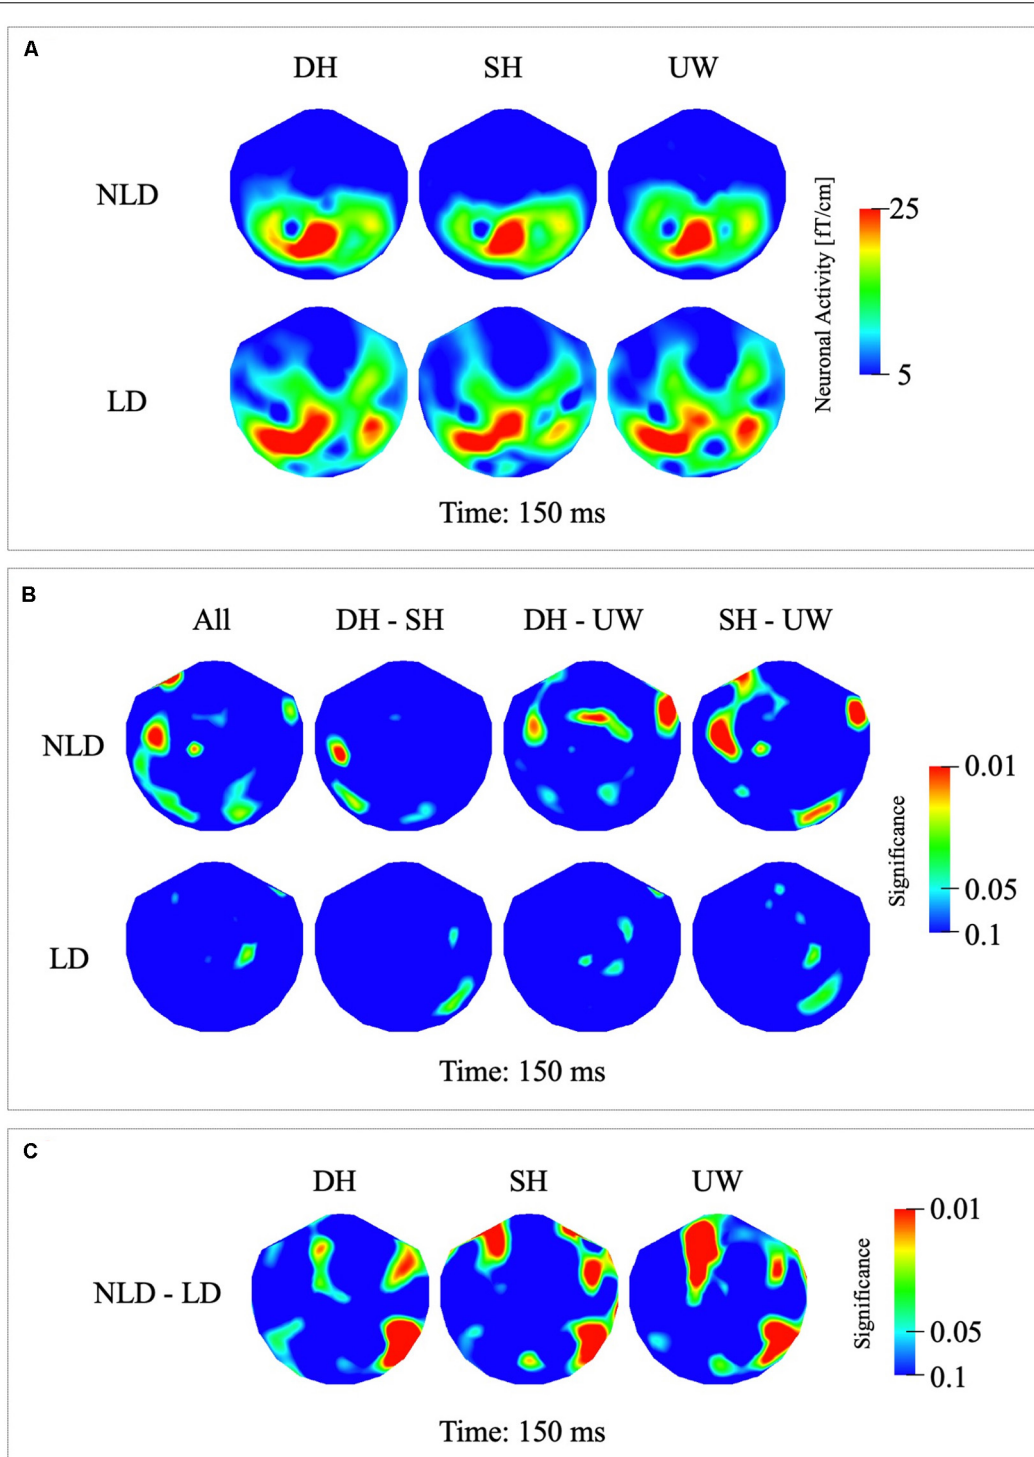 A
DH SH UW
NLD
LD
Neuronal Activity [fT/cm]
25
5
Time: 150 ms
B
All DH - SH DH - UW SH - UW
NLD
LD
Significance
0.01
0.05
0.1
Time: 150 ms
C
DH SH UW
NLD - LD
Significance
0.01
0.05
0.1
Time: 150 ms